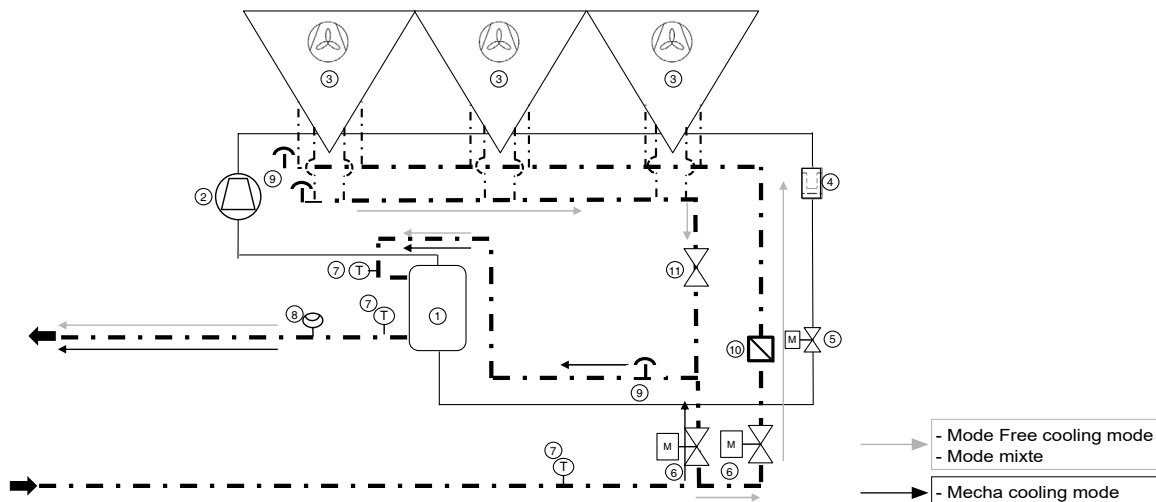 3 3 3
9
2
4
7 T
11
7
T
8
1
M 5
10
9
M M
7
T
6 6
- Mode Free cooling mode
- Mode mixte
- Mecha cooling mode